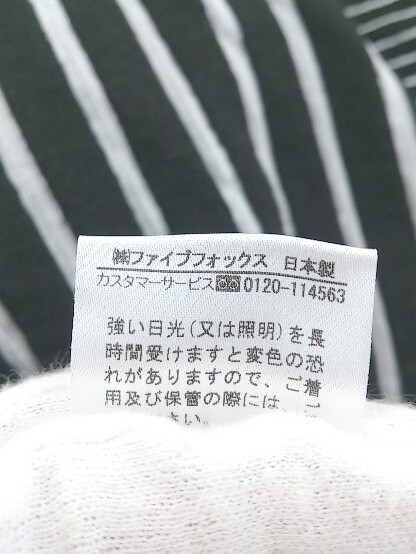 ㈱ファイブフォックス 日本製
カスタマーサービス 0120-114563
強い日光(又は照明)を長
時間受けますと変色の恐
れがありますので、ご着
用及び保管の際には、ご
さい。